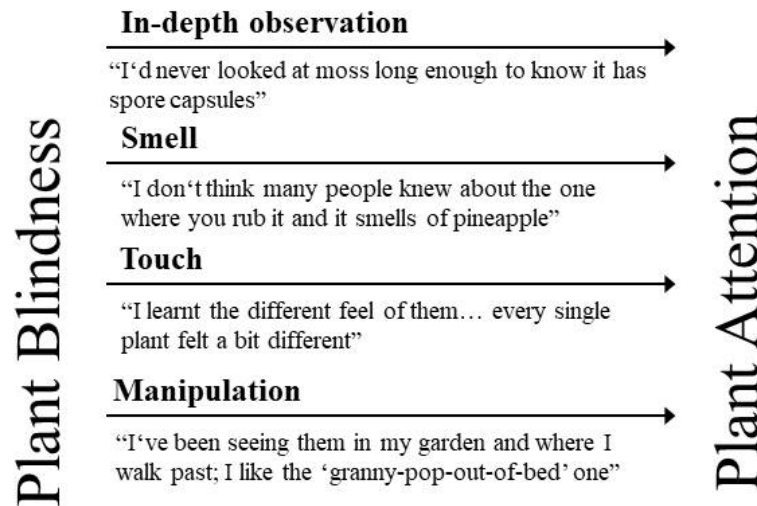 Plant Blindness
In-depth observation
“I‘d never looked at moss long enough to know it has
spore capsules”
Smell
“I don‘t think many people knew about the one
where you rub it and it smells of pineapple”
Touch
“I learnt the different feel of them… every single
plant felt a bit different”
Manipulation
“I‘ve been seeing them in my garden and where I
walk past; I like the ‘granny-pop-out-of-bed’ one”
Plant Attention